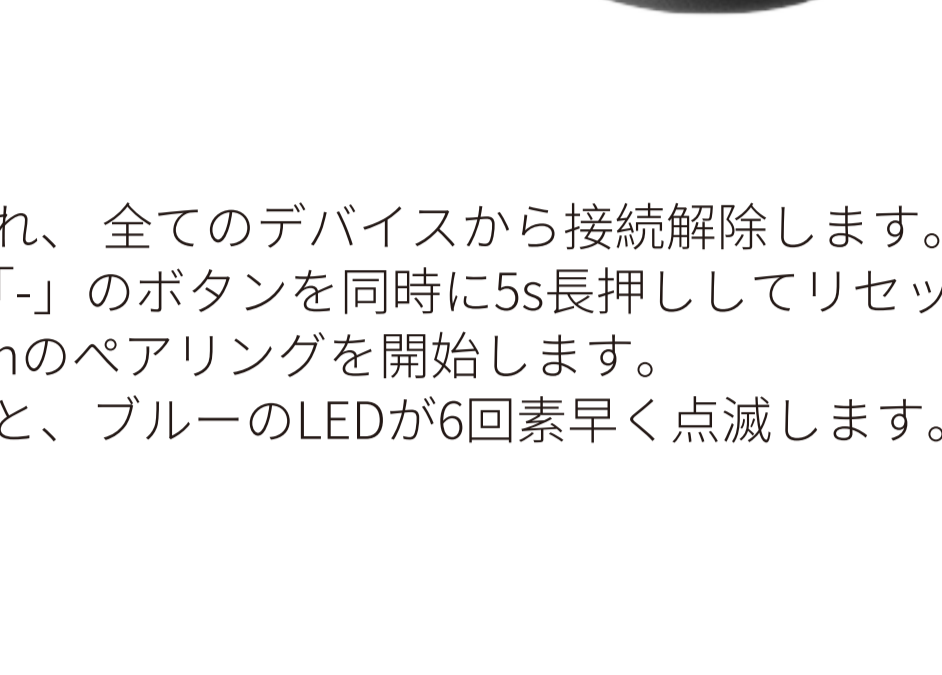 れ、 全てのデバイスから接続解除します。
「-」のボタンを同時に5s長押ししてリセッ
のペアリングを開始します。
と、ブルーのLEDが6回素早く点滅します。